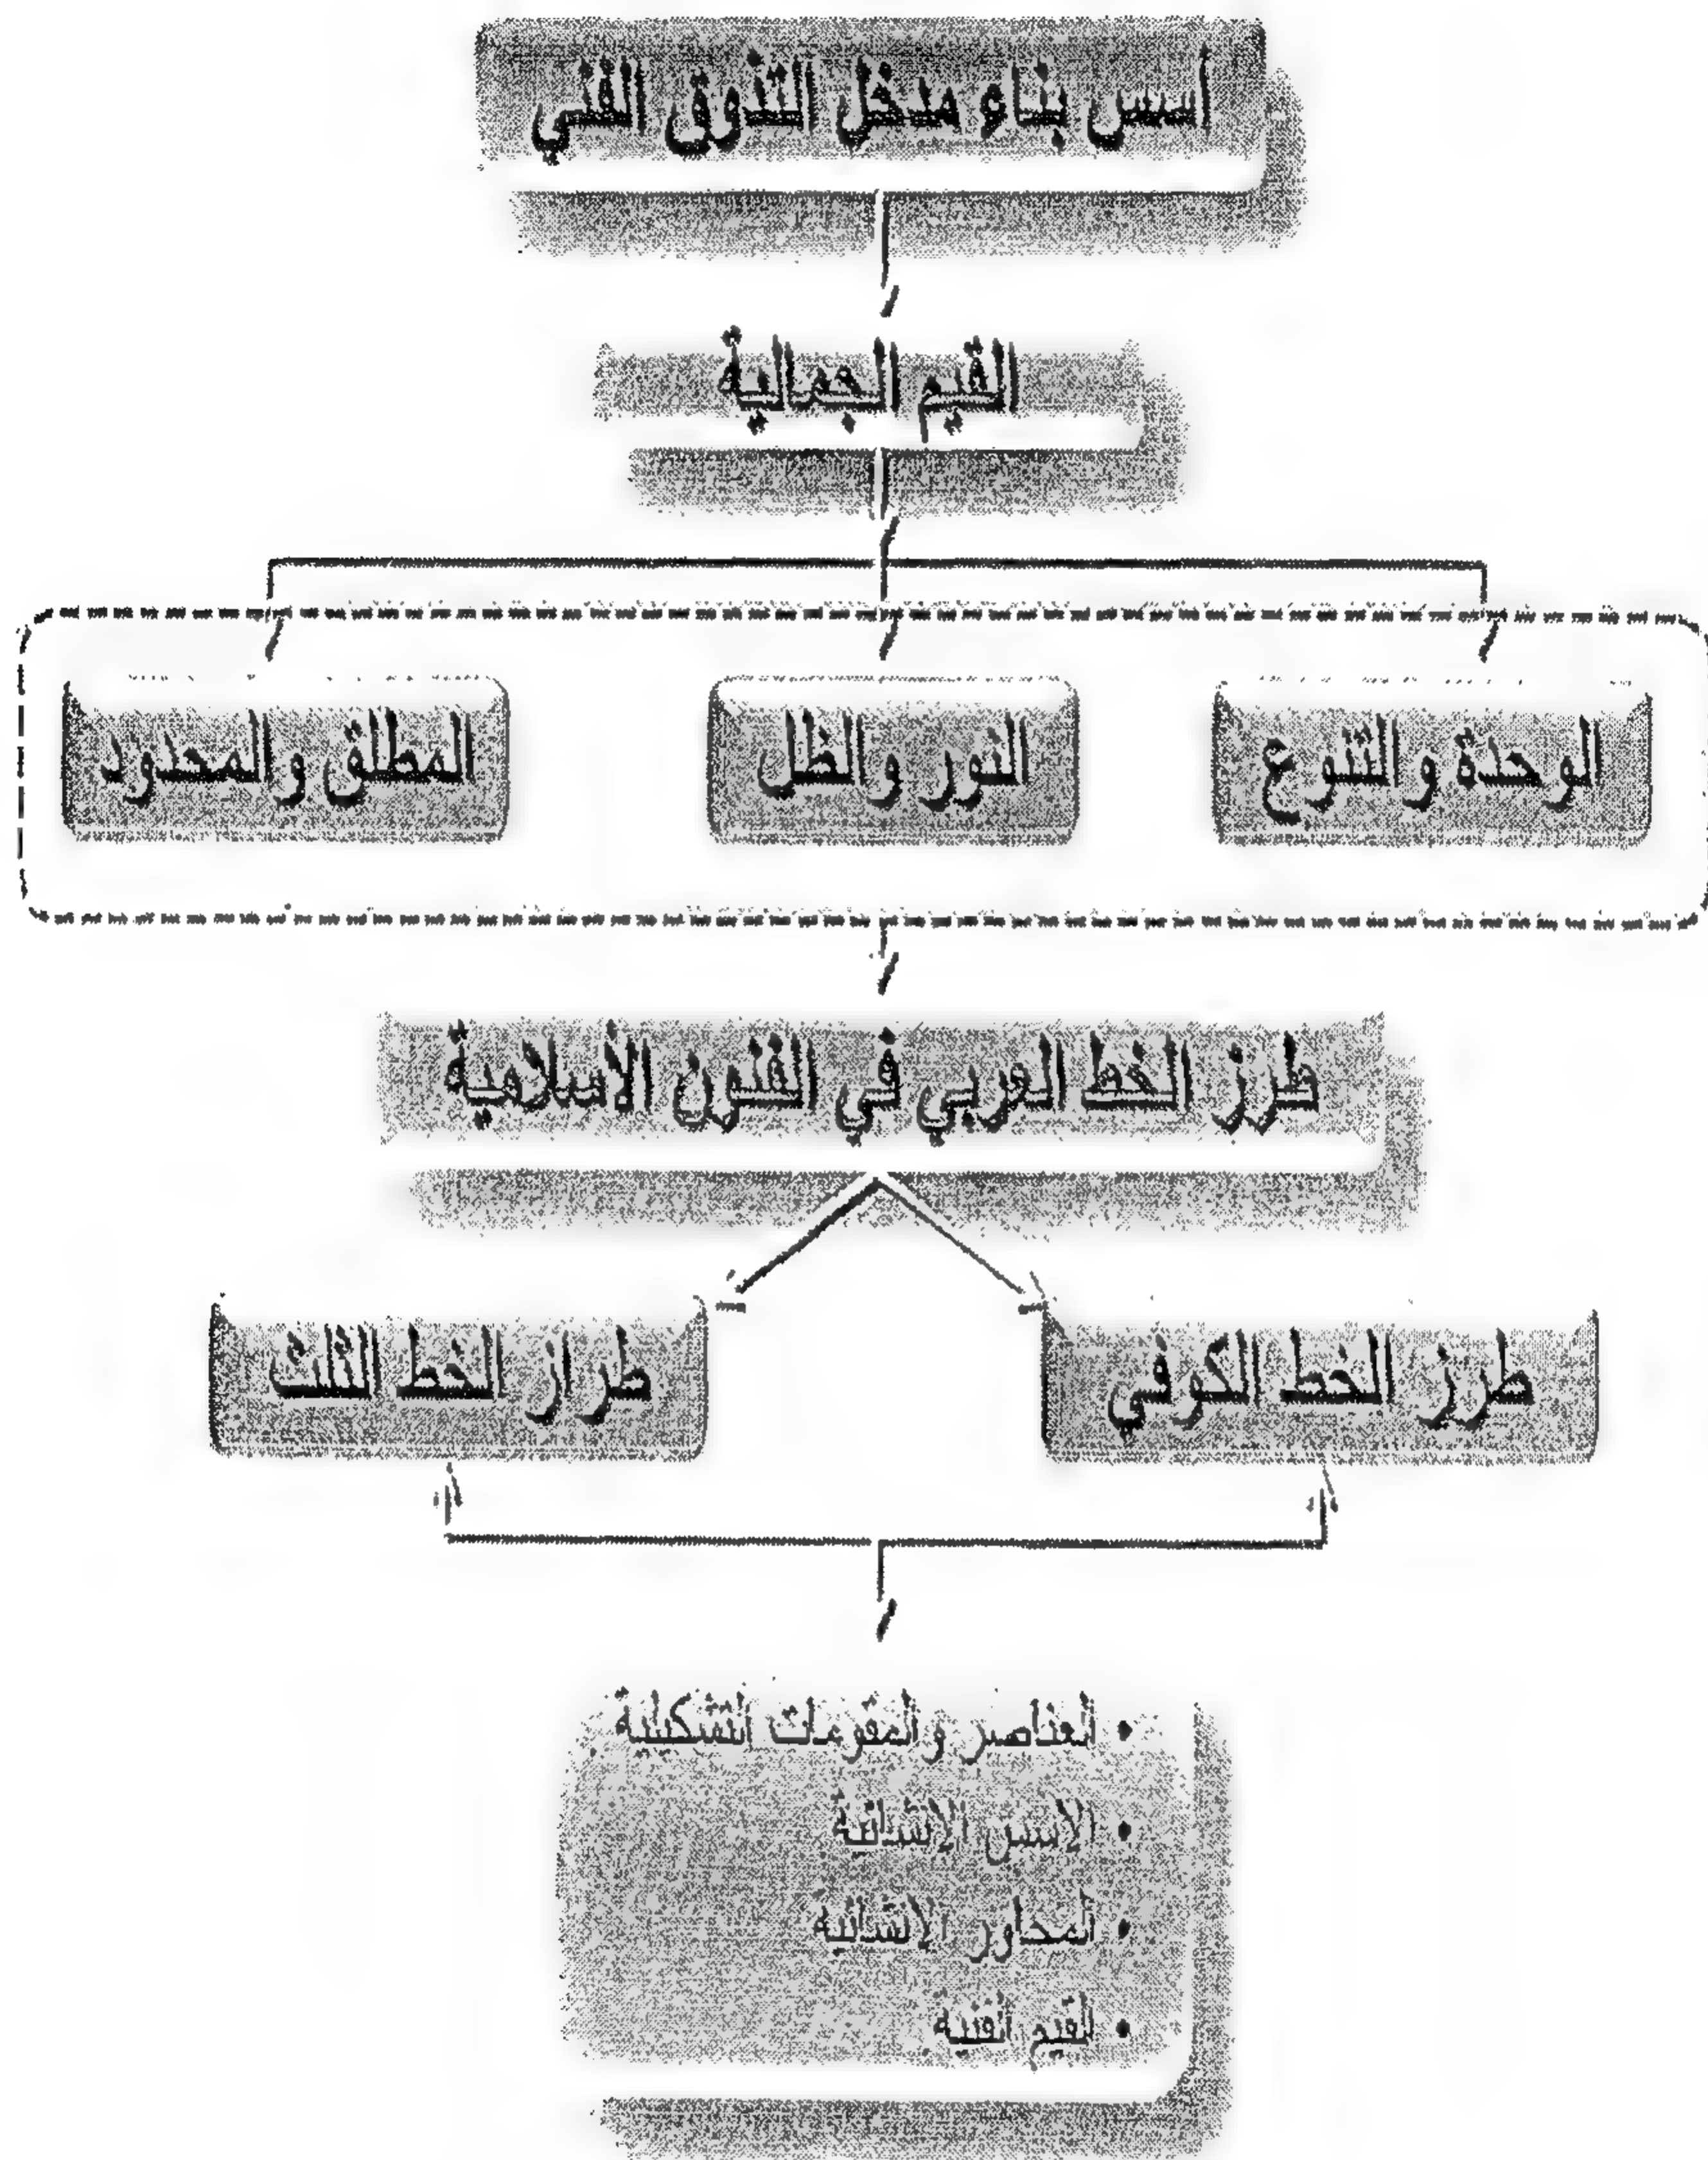 أسس بناء مدخل التذوق الفني
القيم الجمالية
الوحدة والتنوع
النور والظل
المطلق والمحدود
طرز الخط العربي في الفنون الأسلامية
طرز الخط الكوفي
طراز الخط الثلث
• العناصر والمقومات التشكيلية
• الأسس الإنشائية
• المحاور الإنشائية
• القيم الفنية